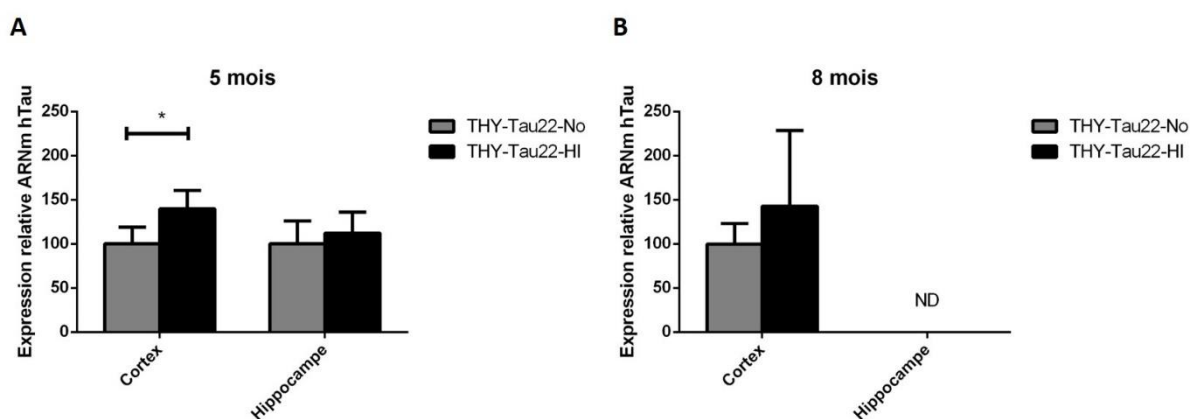 A
5 mois
Expression relative ARNm hTau
250
200
150
100
50
0
*
Cortex
Hippocampe
THY-Tau22-No
THY-Tau22-HI
B
8 mois
Expression relative ARNm hTau
250
200
150
100
50
0
ND
Cortex
Hippocampe
THY-Tau22-No
THY-Tau22-HI